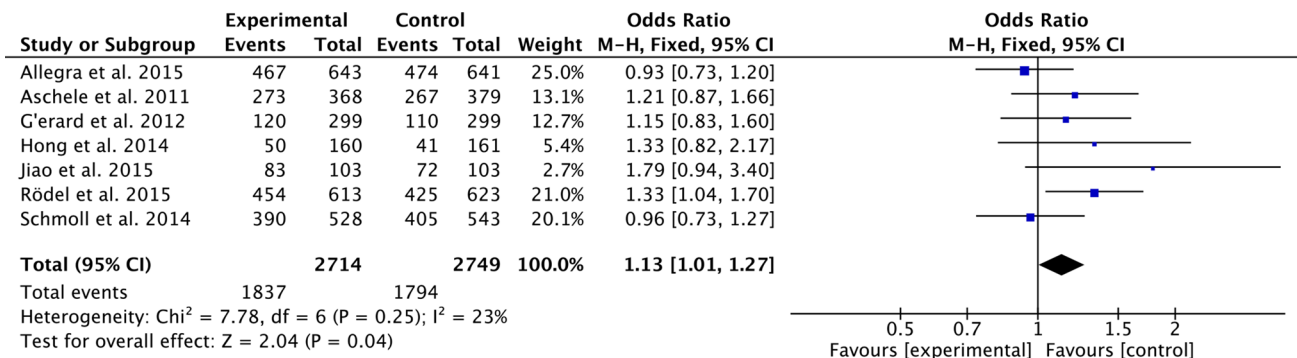 Experimental Control Odds Ratio Odds Ratio
Study or Subgroup Events Total Events Total Weight M-H, Fixed, 95% CI M-H, Fixed, 95% CI
Allegra et al. 2015 467 643 474 641 25.0% 0.93 [0.73, 1.20]
Aschele et al. 2011 273 368 267 379 13.1% 1.21 [0.87, 1.66]
G'erard et al. 2012 120 299 110 299 12.7% 1.15 [0.83, 1.60]
Hong et al. 2014 50 160 41 161 5.4% 1.33 [0.82, 2.17]
Jiao et al. 2015 83 103 72 103 2.7% 1.79 [0.94, 3.40]
Rödel et al. 2015 454 613 425 623 21.0% 1.33 [1.04, 1.70]
Schmoll et al. 2014 390 528 405 543 20.1% 0.96 [0.73, 1.27]
Total (95% CI) 2714 2749 100.0% 1.13 [1.01, 1.27]
Total events 1837 1794
Heterogeneity: Chi² = 7.78, df = 6 (P = 0.25); I² = 23%
Test for overall effect: Z = 2.04 (P = 0.04)
0.5 0.7 1 1.5 2
Favours [experimental] Favours [control]